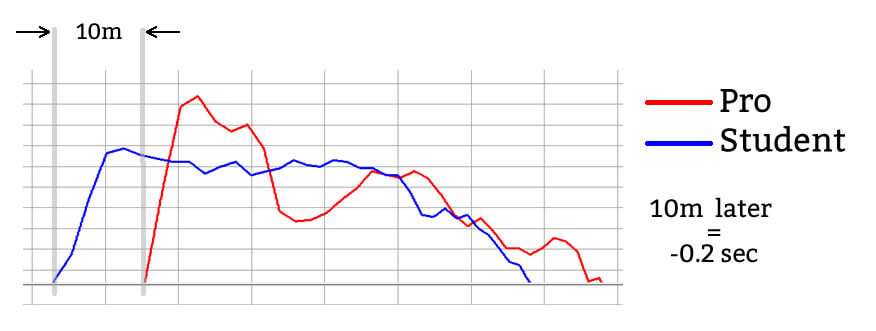 10m
Pro
Student
10m later
=
-0.2 sec